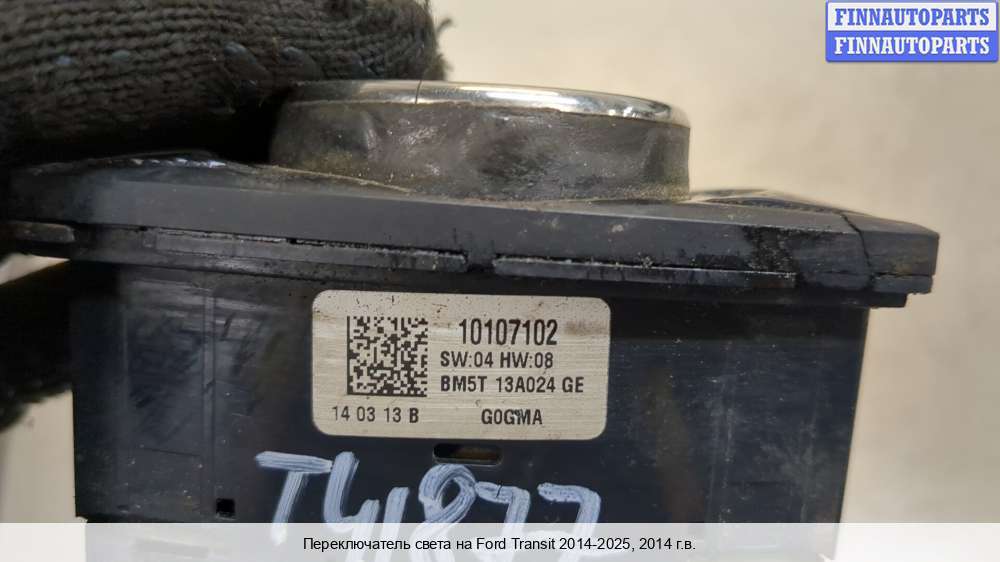 FINNAUTOPARTS
FINNAUTOPARTS
10107102
SW:04 HW:08
BM5T 13A024 GE
14 03 13 B G0GMA
T41877
Переключатель света на Ford Transit 2014-2025, 2014 г.в.